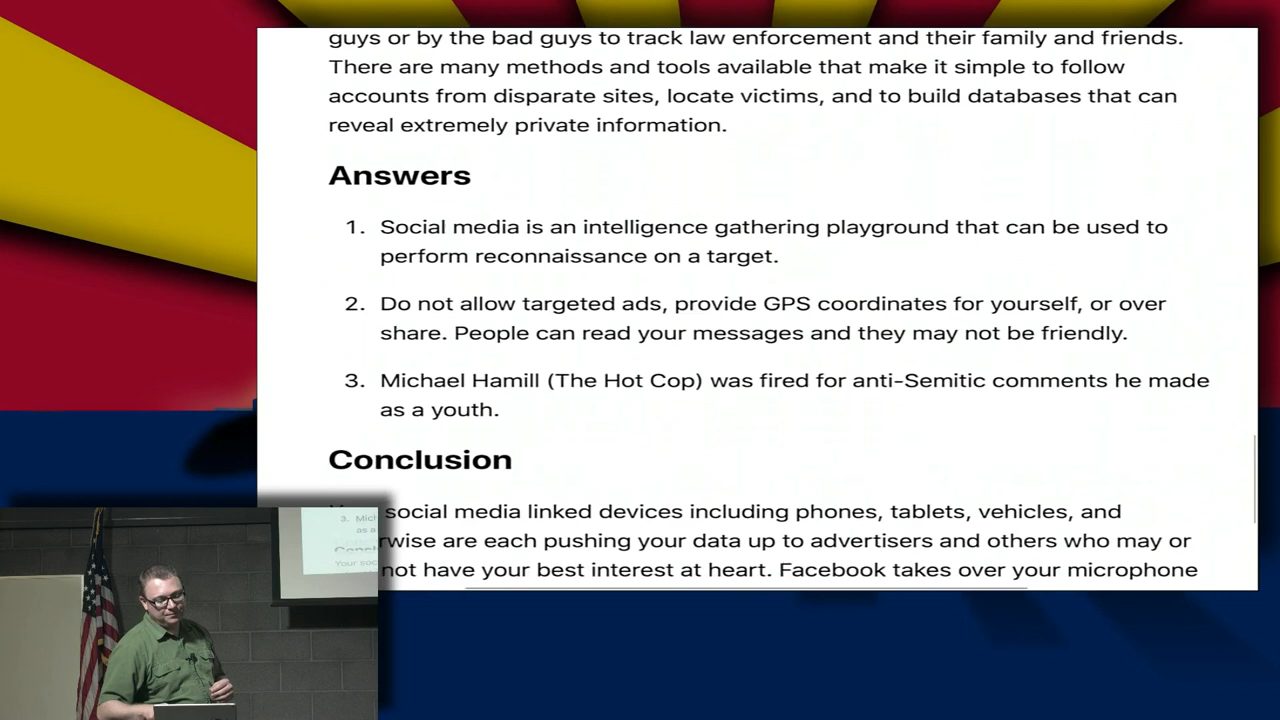 guys or by the bad guys to track law enforcement and their family and friends.
There are many methods and tools available that make it simple to follow
accounts from disparate sites, locate victims, and to build databases that can
reveal extremely private information.
Answers
1. Social media is an intelligence gathering playground that can be used to
perform reconnaissance on a target.
2. Do not allow targeted ads, provide GPS coordinates for yourself, or over
share. People can read your messages and they may not be friendly.
3. Michael Hamill (The Hot Cop) was fired for anti-Semitic comments he made
as a youth.
Conclusion
social media linked devices including phones, tablets, vehicles, and
rwise are each pushing your data up to advertisers and others who may or
not have your best interest at heart. Facebook takes over your microphone
3. Mich
as a
Your soc